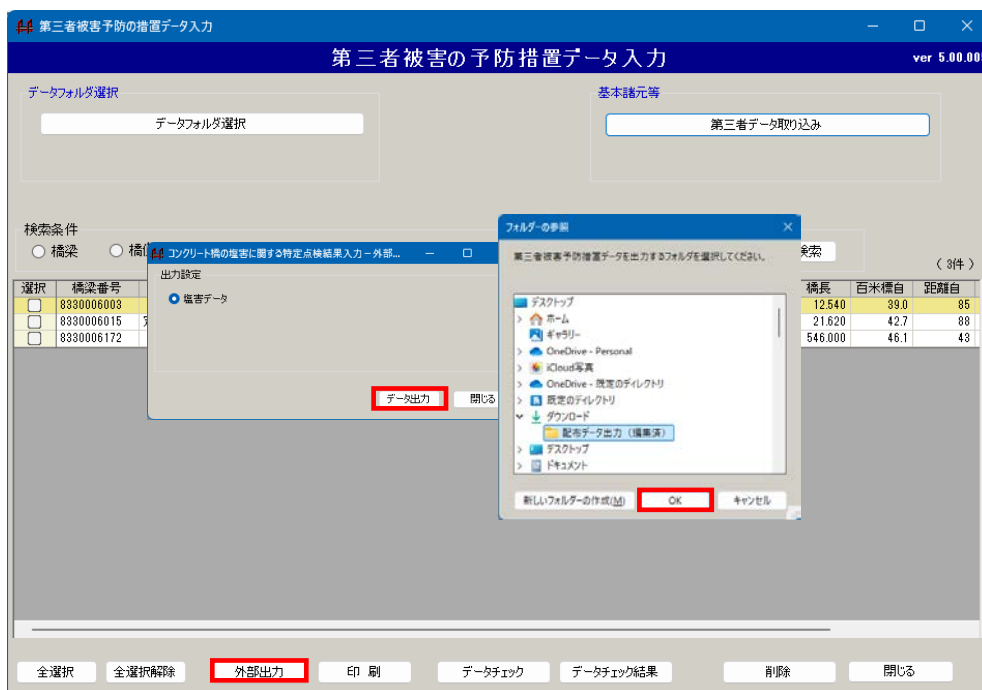 第三者被害予防の措置データ入力
第三者被害の予防措置データ入力
ver 5.00.00
データフォルダ選択
データフォルダ選択
基本諸元等
第三者データ取り込み
検索条件
橋梁
橋
検索
( 3件 )
選択 橋梁番号 橋長 百米標自 距離自
8330006003 12.540 39.0 85
8330006015 21.620 42.7 88
8330006172 546.000 46.1 43
コンクリート橋の塩害に関する特定点検結果入力-外部...
出力設定
塩害データ
データ出力 閉じる
フォルダーの参照
第三者被害予防措置データを出力するフォルダを選択してください。
デスクトップ
ホーム
ギャラリー
OneDrive - Personal
iCloud写真
OneDrive - 既定のディレクトリ
既定のディレクトリ
ダウンロード
配布データ出力（編集済）
デスクトップ
ドキュメント
新しいフォルダーの作成(M) OK キャンセル
全選択 全選択解除 外部出力 印 刷 データチェック データチェック結果 削除 閉じる